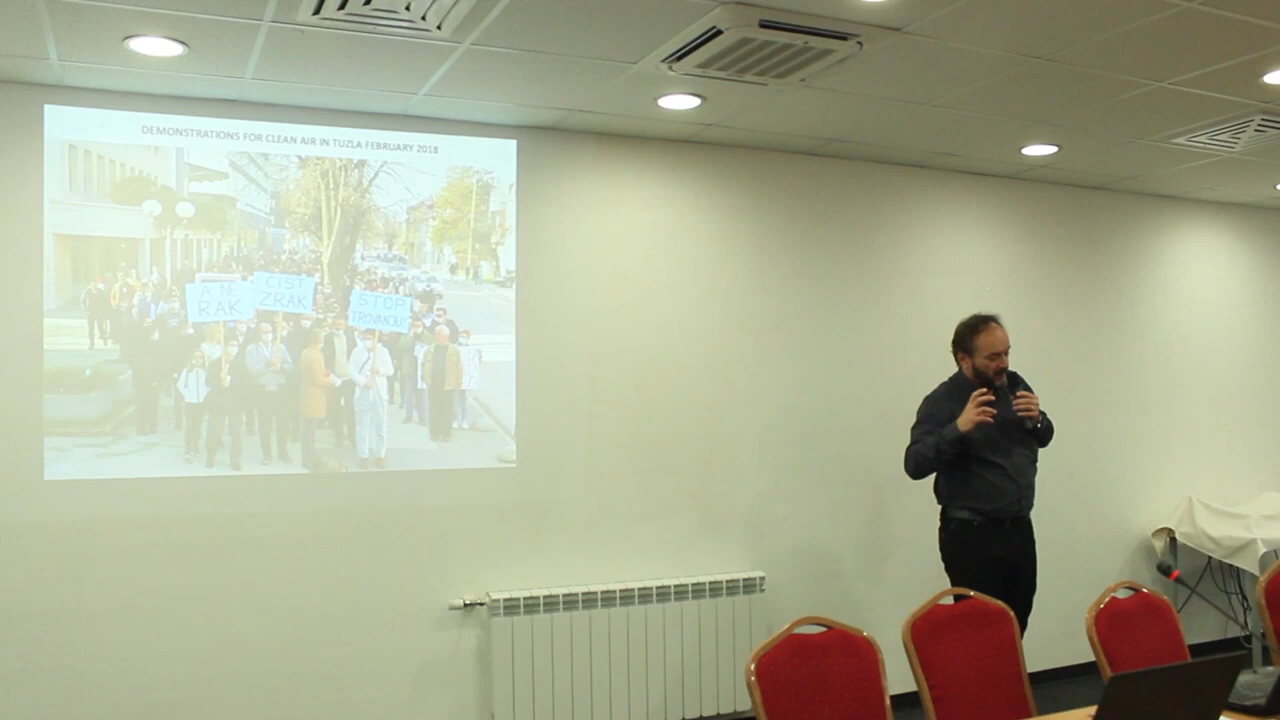 DEMONSTRATIONS FOR CLEAN AIR IN TUZLA FEBRUARY 2018
A NE
RAK
ČIST
ZRAK
STOP
TROVANJU!